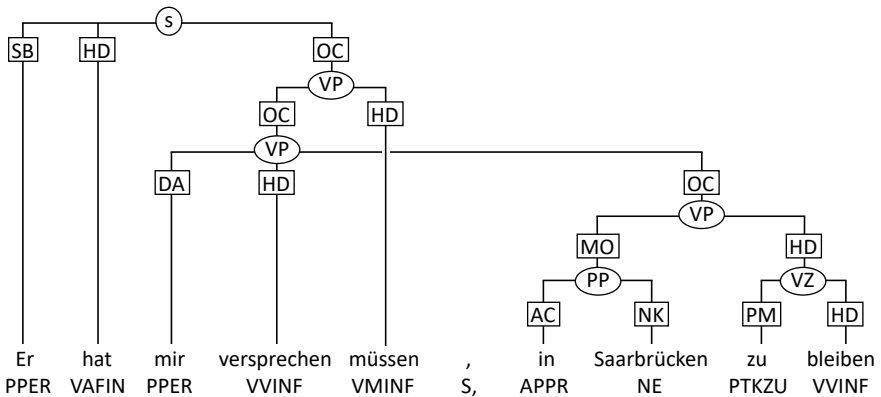 s
SB HD OC
VP
OC HD
VP
DA HD OC
VP
MO HD
PP VZ
AC NK PM HD
Er hat mir versprechen müssen , in Saarbrücken zu bleiben
PPER VAFIN PPER VVINF VMINF S, APPR NE PTKZU VVINF